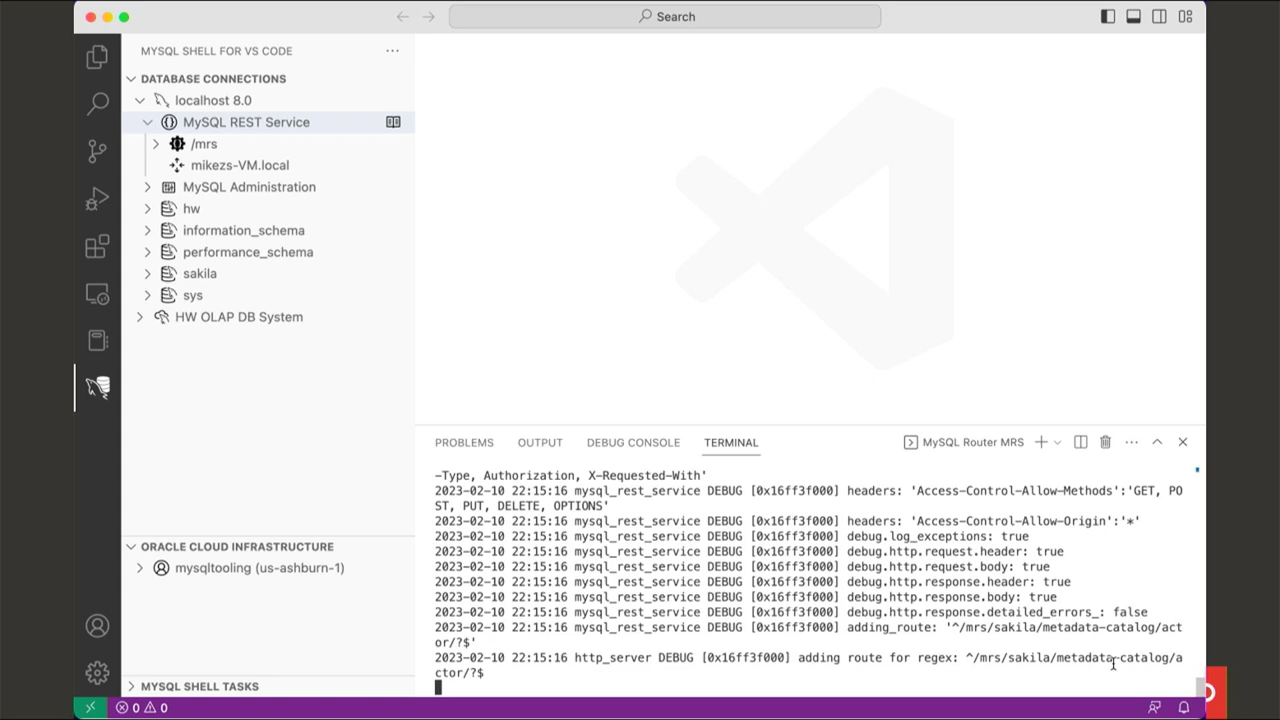 Search
MYSQL SHELL FOR VS CODE
DATABASE CONNECTIONS
localhost 8.0
MySQL REST Service
/mrs
mikezs-VM.local
MySQL Administration
hw
information_schema
performance_schema
sakila
sys
HW OLAP DB System
ORACLE CLOUD INFRASTRUCTURE
mysqltooling (us-ashburn-1)
MYSQL SHELL TASKS
PROBLEMS OUTPUT DEBUG CONSOLE TERMINAL MySQL Router MRS
-Type, Authorization, X-Requested-With'
2023-02-10 22:15:16 mysql_rest_service DEBUG [0x16ff3f000] headers: 'Access-Control-Allow-Methods':'GET, PO
ST, PUT, DELETE, OPTIONS'
2023-02-10 22:15:16 mysql_rest_service DEBUG [0x16ff3f000] headers: 'Access-Control-Allow-Origin':'*'
2023-02-10 22:15:16 mysql_rest_service DEBUG [0x16ff3f000] debug.log_exceptions: true
2023-02-10 22:15:16 mysql_rest_service DEBUG [0x16ff3f000] debug.http.request.header: true
2023-02-10 22:15:16 mysql_rest_service DEBUG [0x16ff3f000] debug.http.request.body: true
2023-02-10 22:15:16 mysql_rest_service DEBUG [0x16ff3f000] debug.http.response.header: true
2023-02-10 22:15:16 mysql_rest_service DEBUG [0x16ff3f000] debug.http.response.body: true
2023-02-10 22:15:16 mysql_rest_service DEBUG [0x16ff3f000] debug.http.response.detailed_errors_: false
2023-02-10 22:15:16 mysql_rest_service DEBUG [0x16ff3f000] adding_route: '^/mrs/sakila/metadata-catalog/act
or/?$'
2023-02-10 22:15:16 http_server DEBUG [0x16ff3f000] adding route for regex: ^/mrs/sakila/metadata-catalog/a
ctor/?$
0 0